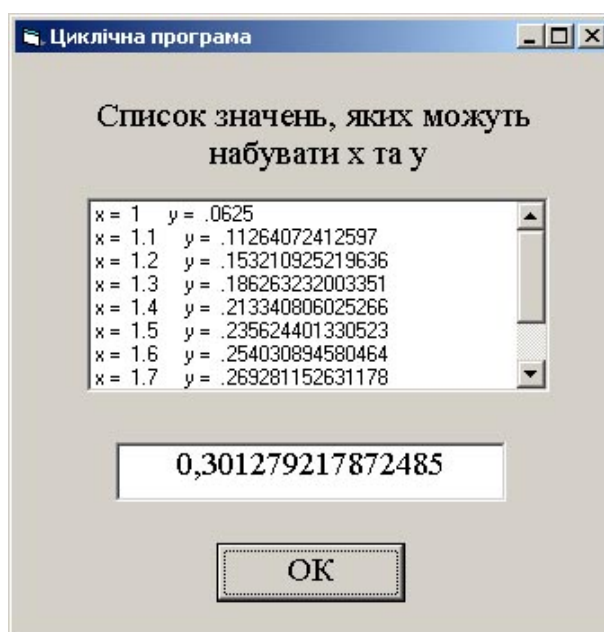 Циклічна програма
Список значень, яких можуть
набувати x та y
x = 1 y = .0625
x = 1.1 y = .11264072412597
x = 1.2 y = .153210925219636
x = 1.3 y = .186263232003351
x = 1.4 y = .213340806025266
x = 1.5 y = .235624401330523
x = 1.6 y = .254030894580464
x = 1.7 y = .269281152631178
0,301279217872485
OK